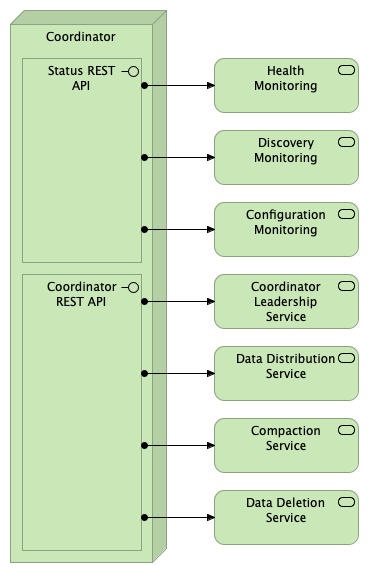 Coordinator
Status REST
API
Health
Monitoring
Discovery
Monitoring
Configuration
Monitoring
Coordinator
REST API
Coordinator
Leadership
Service
Data Distribution
Service
Compaction
Service
Data Deletion
Service